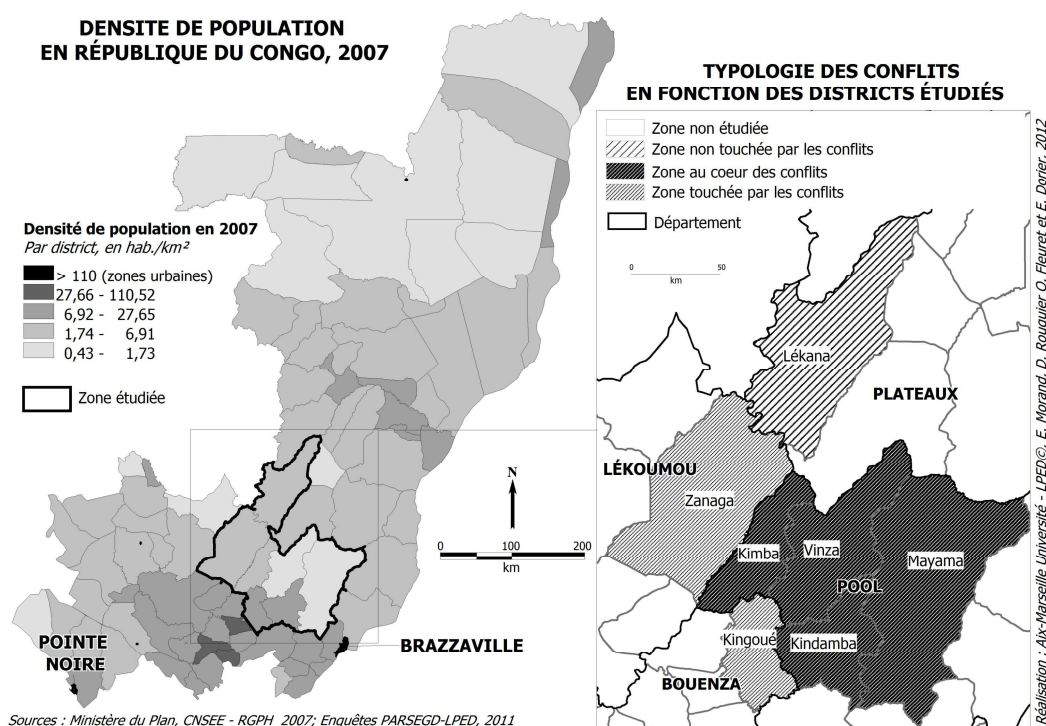 DENSITE DE POPULATION
EN RÉPUBLIQUE DU CONGO, 2007
Densité de population en 2007
Par district, en hab./km²
> 110 (zones urbaines)
27,66 - 110,52
6,92 - 27,65
1,74 - 6,91
0,43 - 1,73
Zone étudiée
N
0 100 200
km
POINTE
NOIRE
BRAZZAVILLE
Sources : Ministère du Plan, CNSEE - RGPH 2007; Enquêtes PARSEGD-LPED, 2011
TYPOLOGIE DES CONFLITS
EN FONCTION DES DISTRICTS ÉTUDIÉS
Zone non étudiée
Zone non touchée par les conflits
Zone au coeur des conflits
Zone touchée par les conflits
Département
0 50
km
Lékana
PLATEAUX
LÉKOUMOU
Zanaga
Kimba
Vinza
Mayama
POOL
Kingoué
Kindamba
BOUENZA
Réalisation : Aix-Marseille Université - LPED©, E. Morand, D. Rouquier O. Fleuret et E. Dorier, 2012